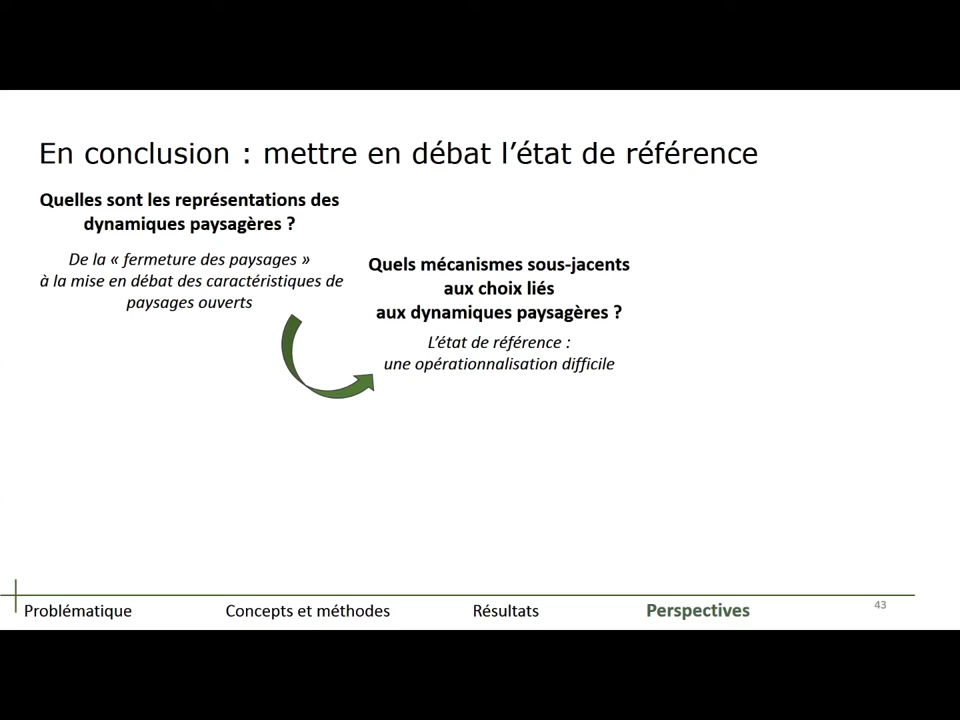 En conclusion : mettre en débat l’état de référence
Quelles sont les représentations des
dynamiques paysagères ?
De la « fermeture des paysages »
à la mise en débat des caractéristiques de
paysages ouverts
Quels mécanismes sous-jacents
aux choix liés
aux dynamiques paysagères ?
L’état de référence :
une opérationnalisation difficile
Problématique
Concepts et méthodes
Résultats
Perspectives
43